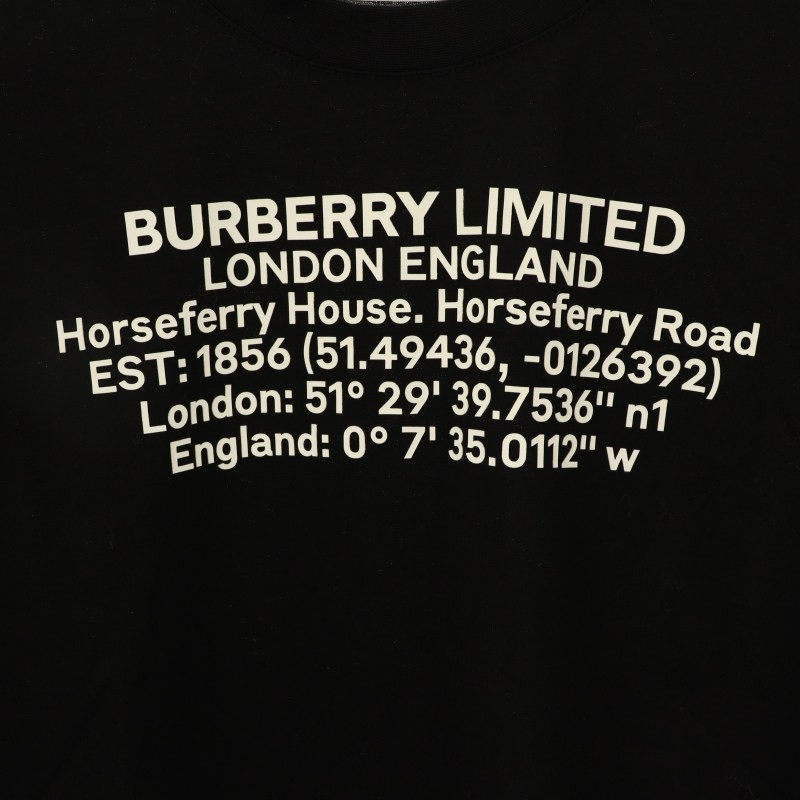 BURBERRY LIMITED
LONDON ENGLAND
Horseferry House. Horseferry Road
EST: 1856 (51.49436, -0126392)
London: 51° 29' 39.7536" n1
England: 0° 7' 35.0112" w